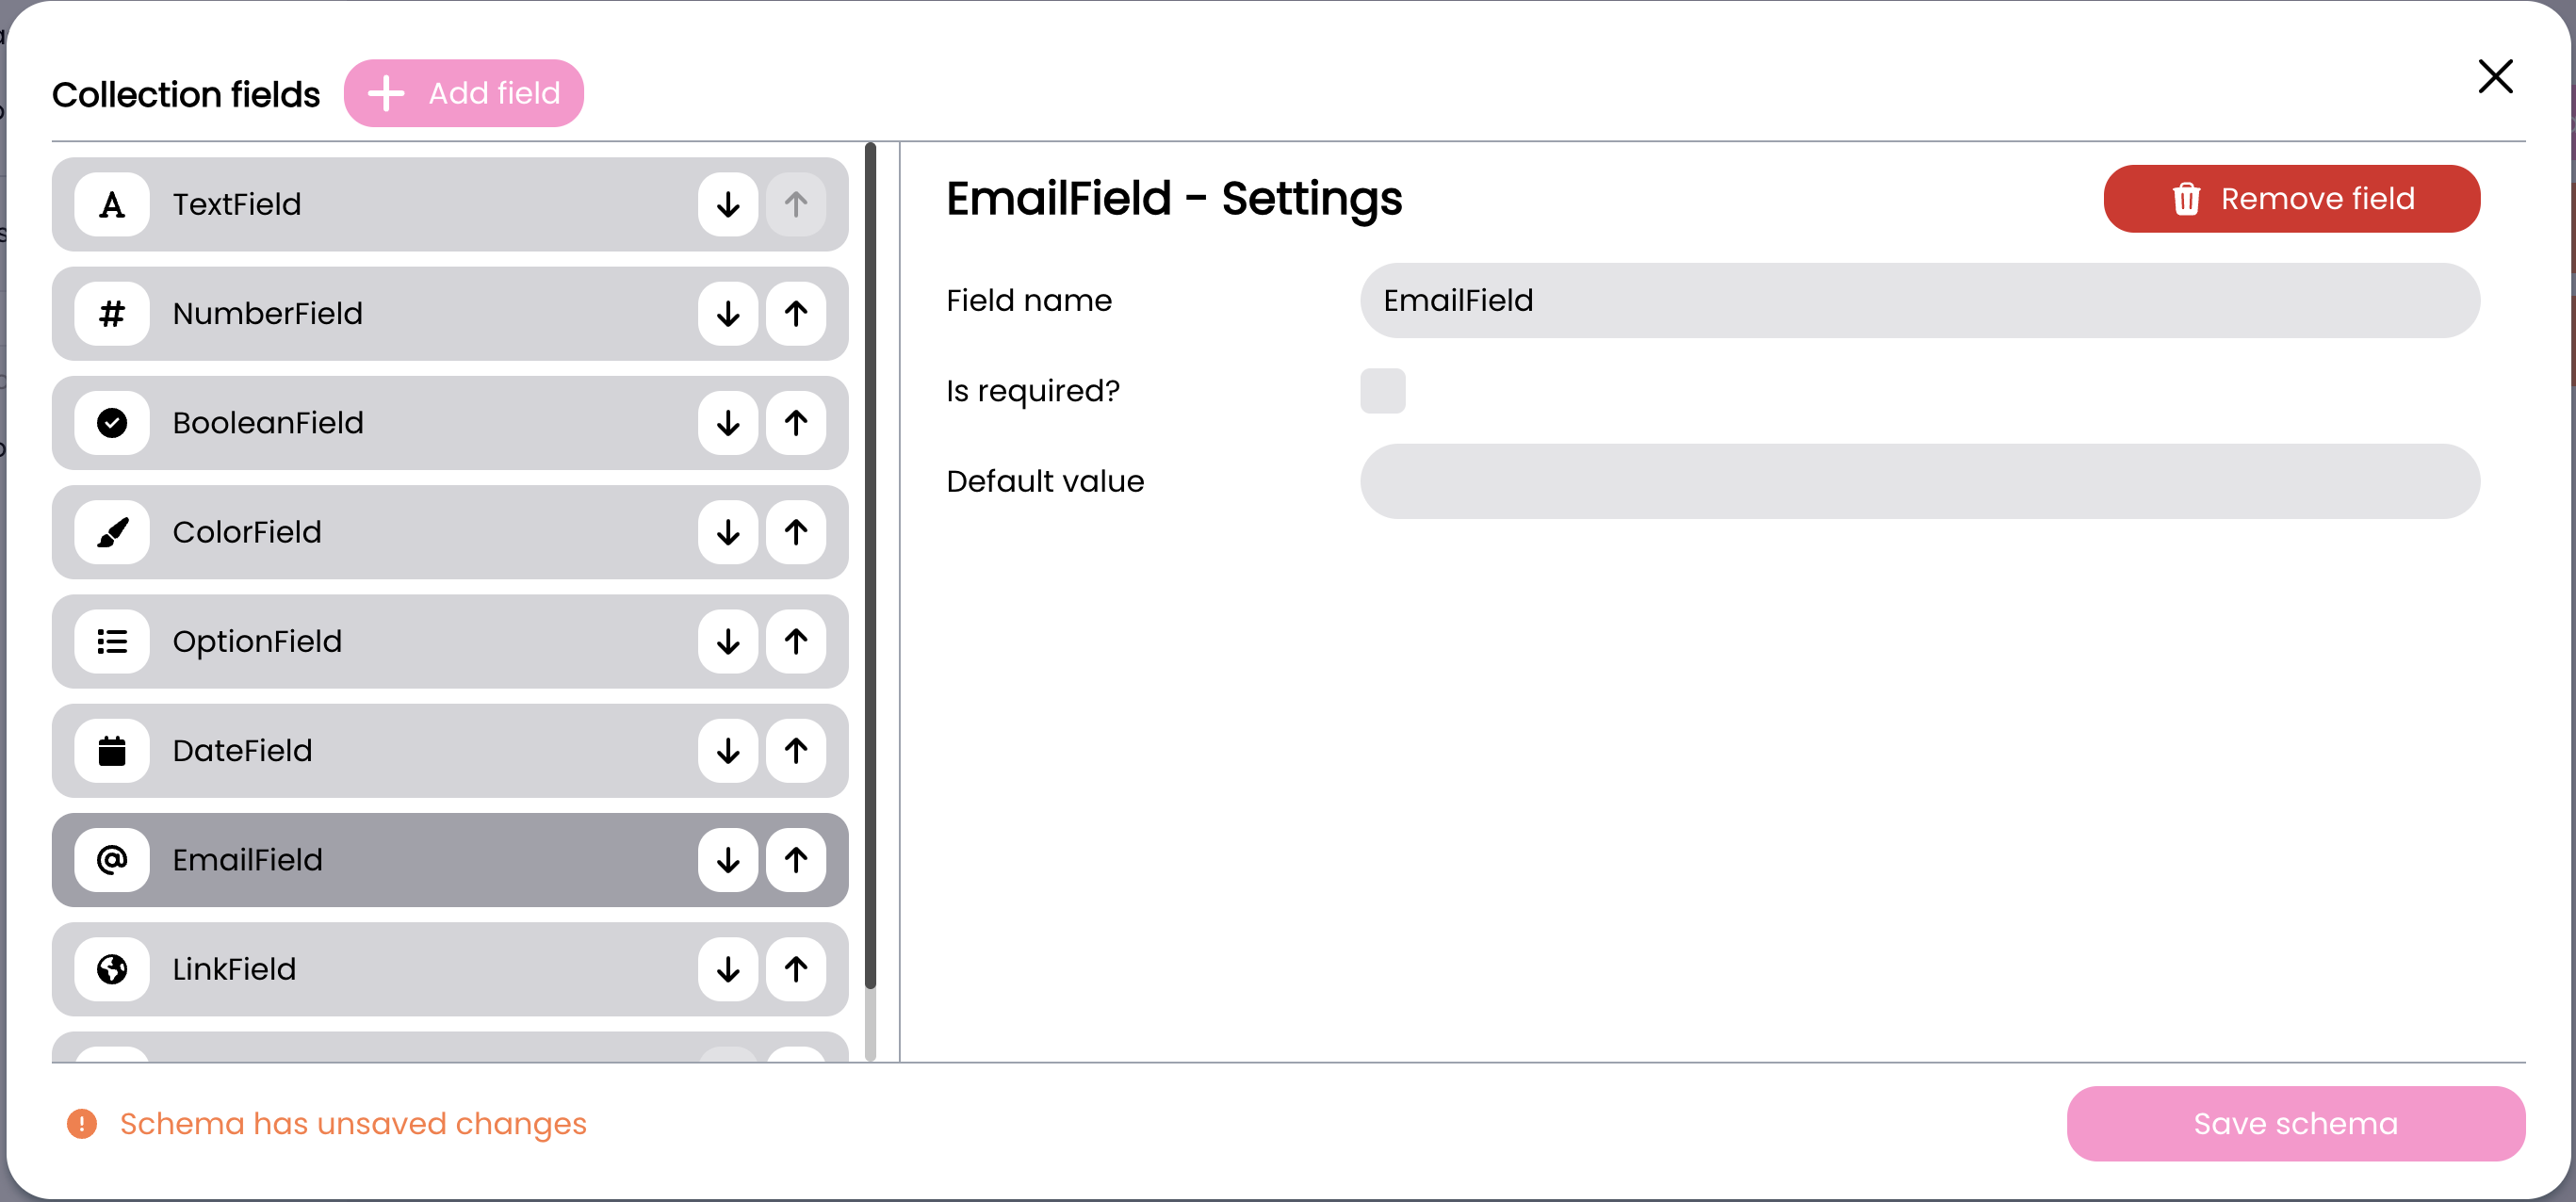 Collection fields
Add field
TextField
NumberField
BooleanField
ColorField
OptionField
DateField
EmailField
LinkField
EmailField - Settings
Remove field
Field name
EmailField
Is required?
Default value
Schema has unsaved changes
Save schema